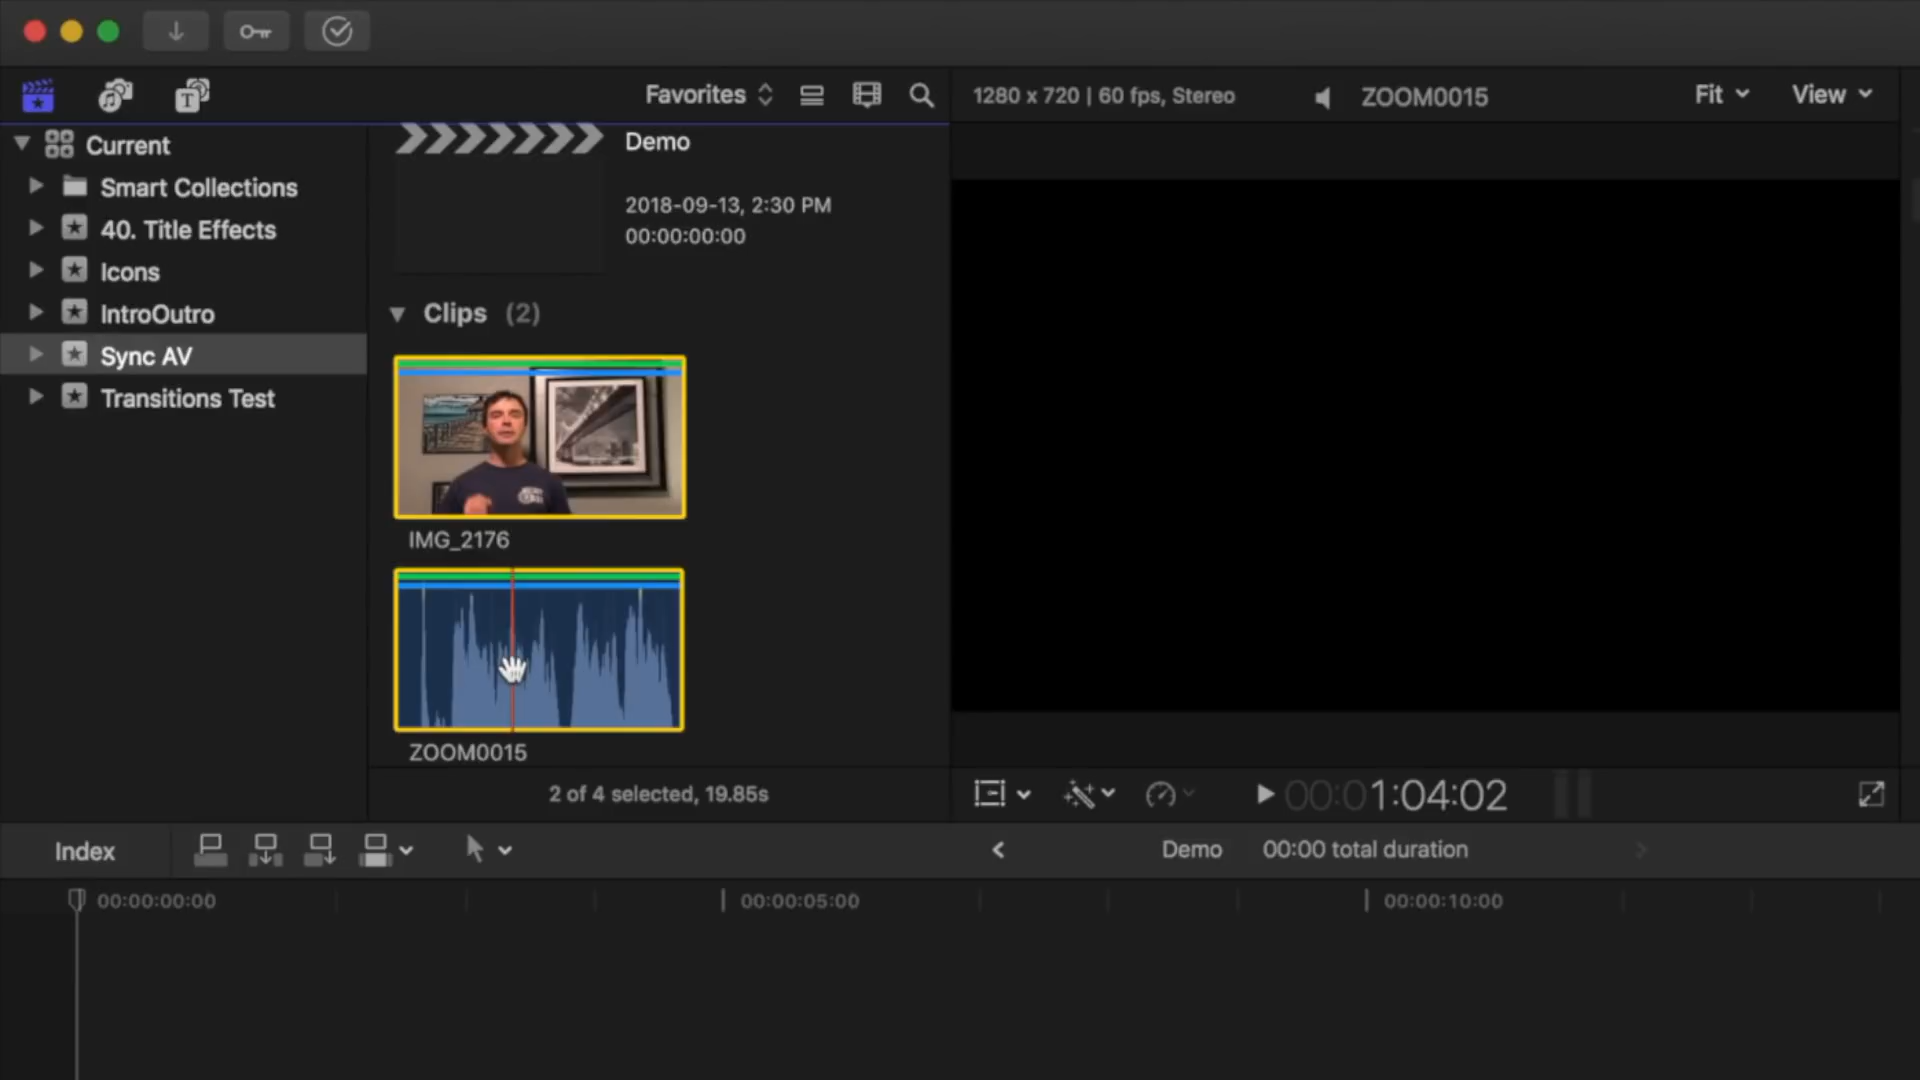 Favorites
1280 x 720 | 60 fps, Stereo
ZOOM0015
Fit
View
Current
Smart Collections
40. Title Effects
Icons
IntroOutro
Sync AV
Transitions Test
Demo
2018-09-13, 2:30 PM
00:00:00:00
Clips (2)
IMG_2176
ZOOM0015
2 of 4 selected, 19.85s
00:01:04:02
Index
Demo
00:00 total duration
00:00:00:00
00:00:05:00
00:00:10:00